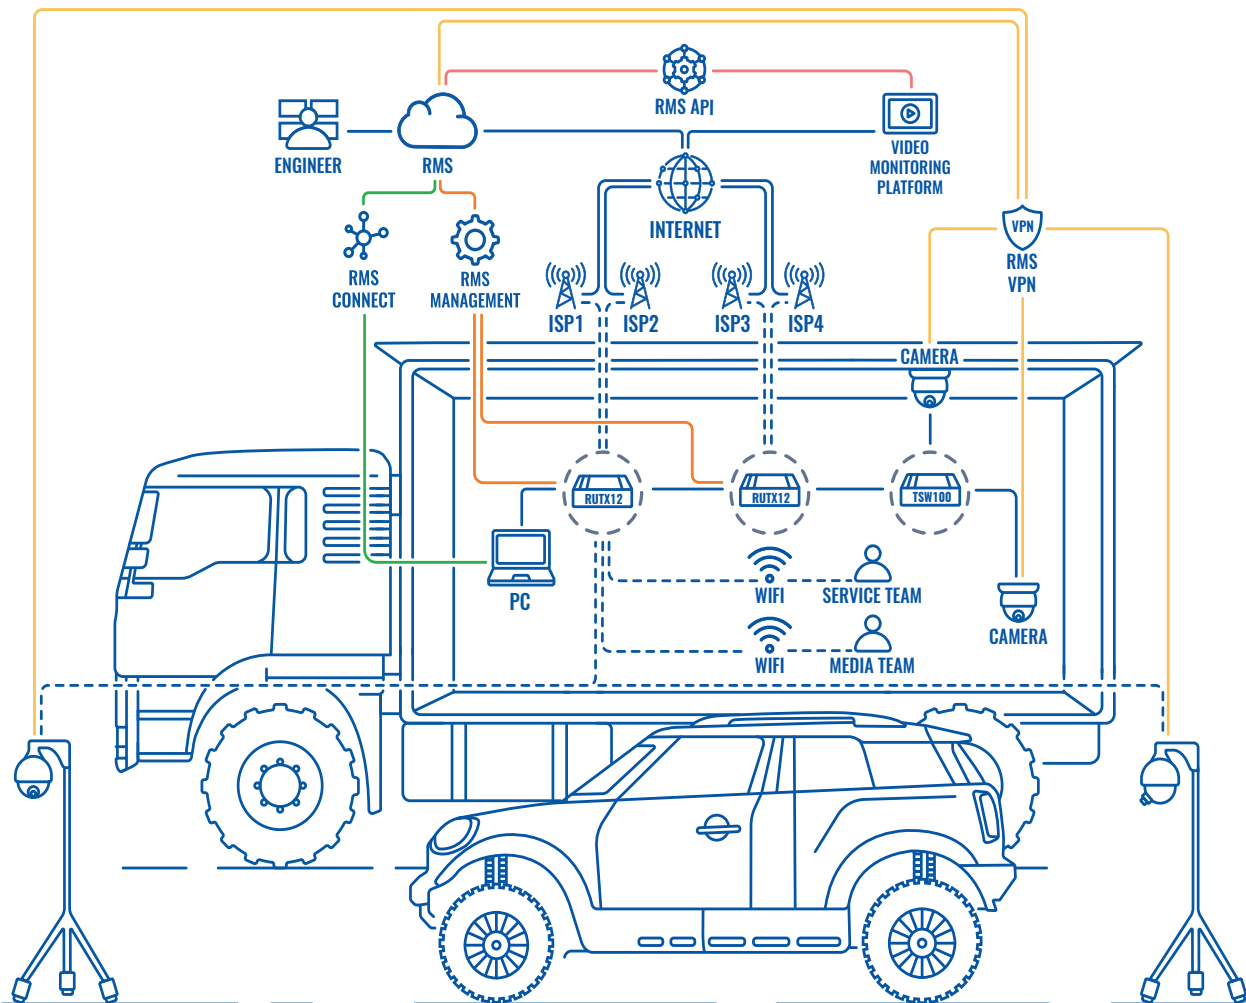 RMS API
ENGINEER
RMS
VIDEO
MONITORING
PLATFORM
INTERNET
VPN
RMS
VPN
RMS
CONNECT
RMS
MANAGEMENT
ISP1
ISP2
ISP3
ISP4
CAMERA
RUTX12
RUTX12
TSW100
PC
WIFI
SERVICE TEAM
CAMERA
WIFI
MEDIA TEAM